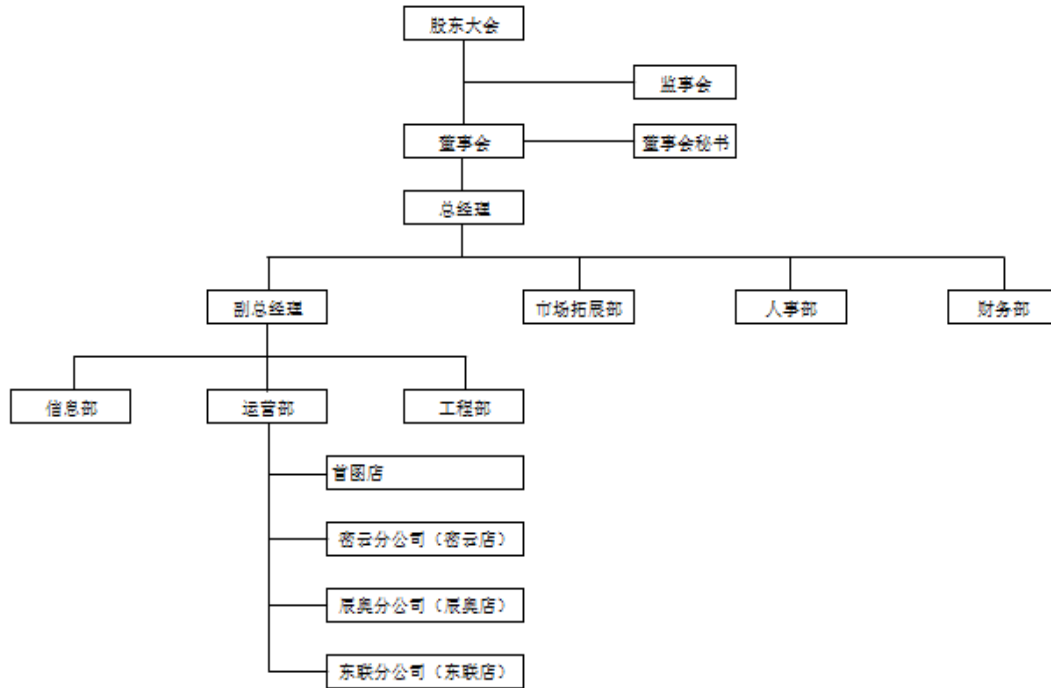 股东大会
监事会
董事会
董事会秘书
总经理
副总经理
市场拓展部
人事部
财务部
信息部
运营部
工程部
首图店
密云分公司（密云店）
辰奥分公司（辰奥店）
东联分公司（东联店）